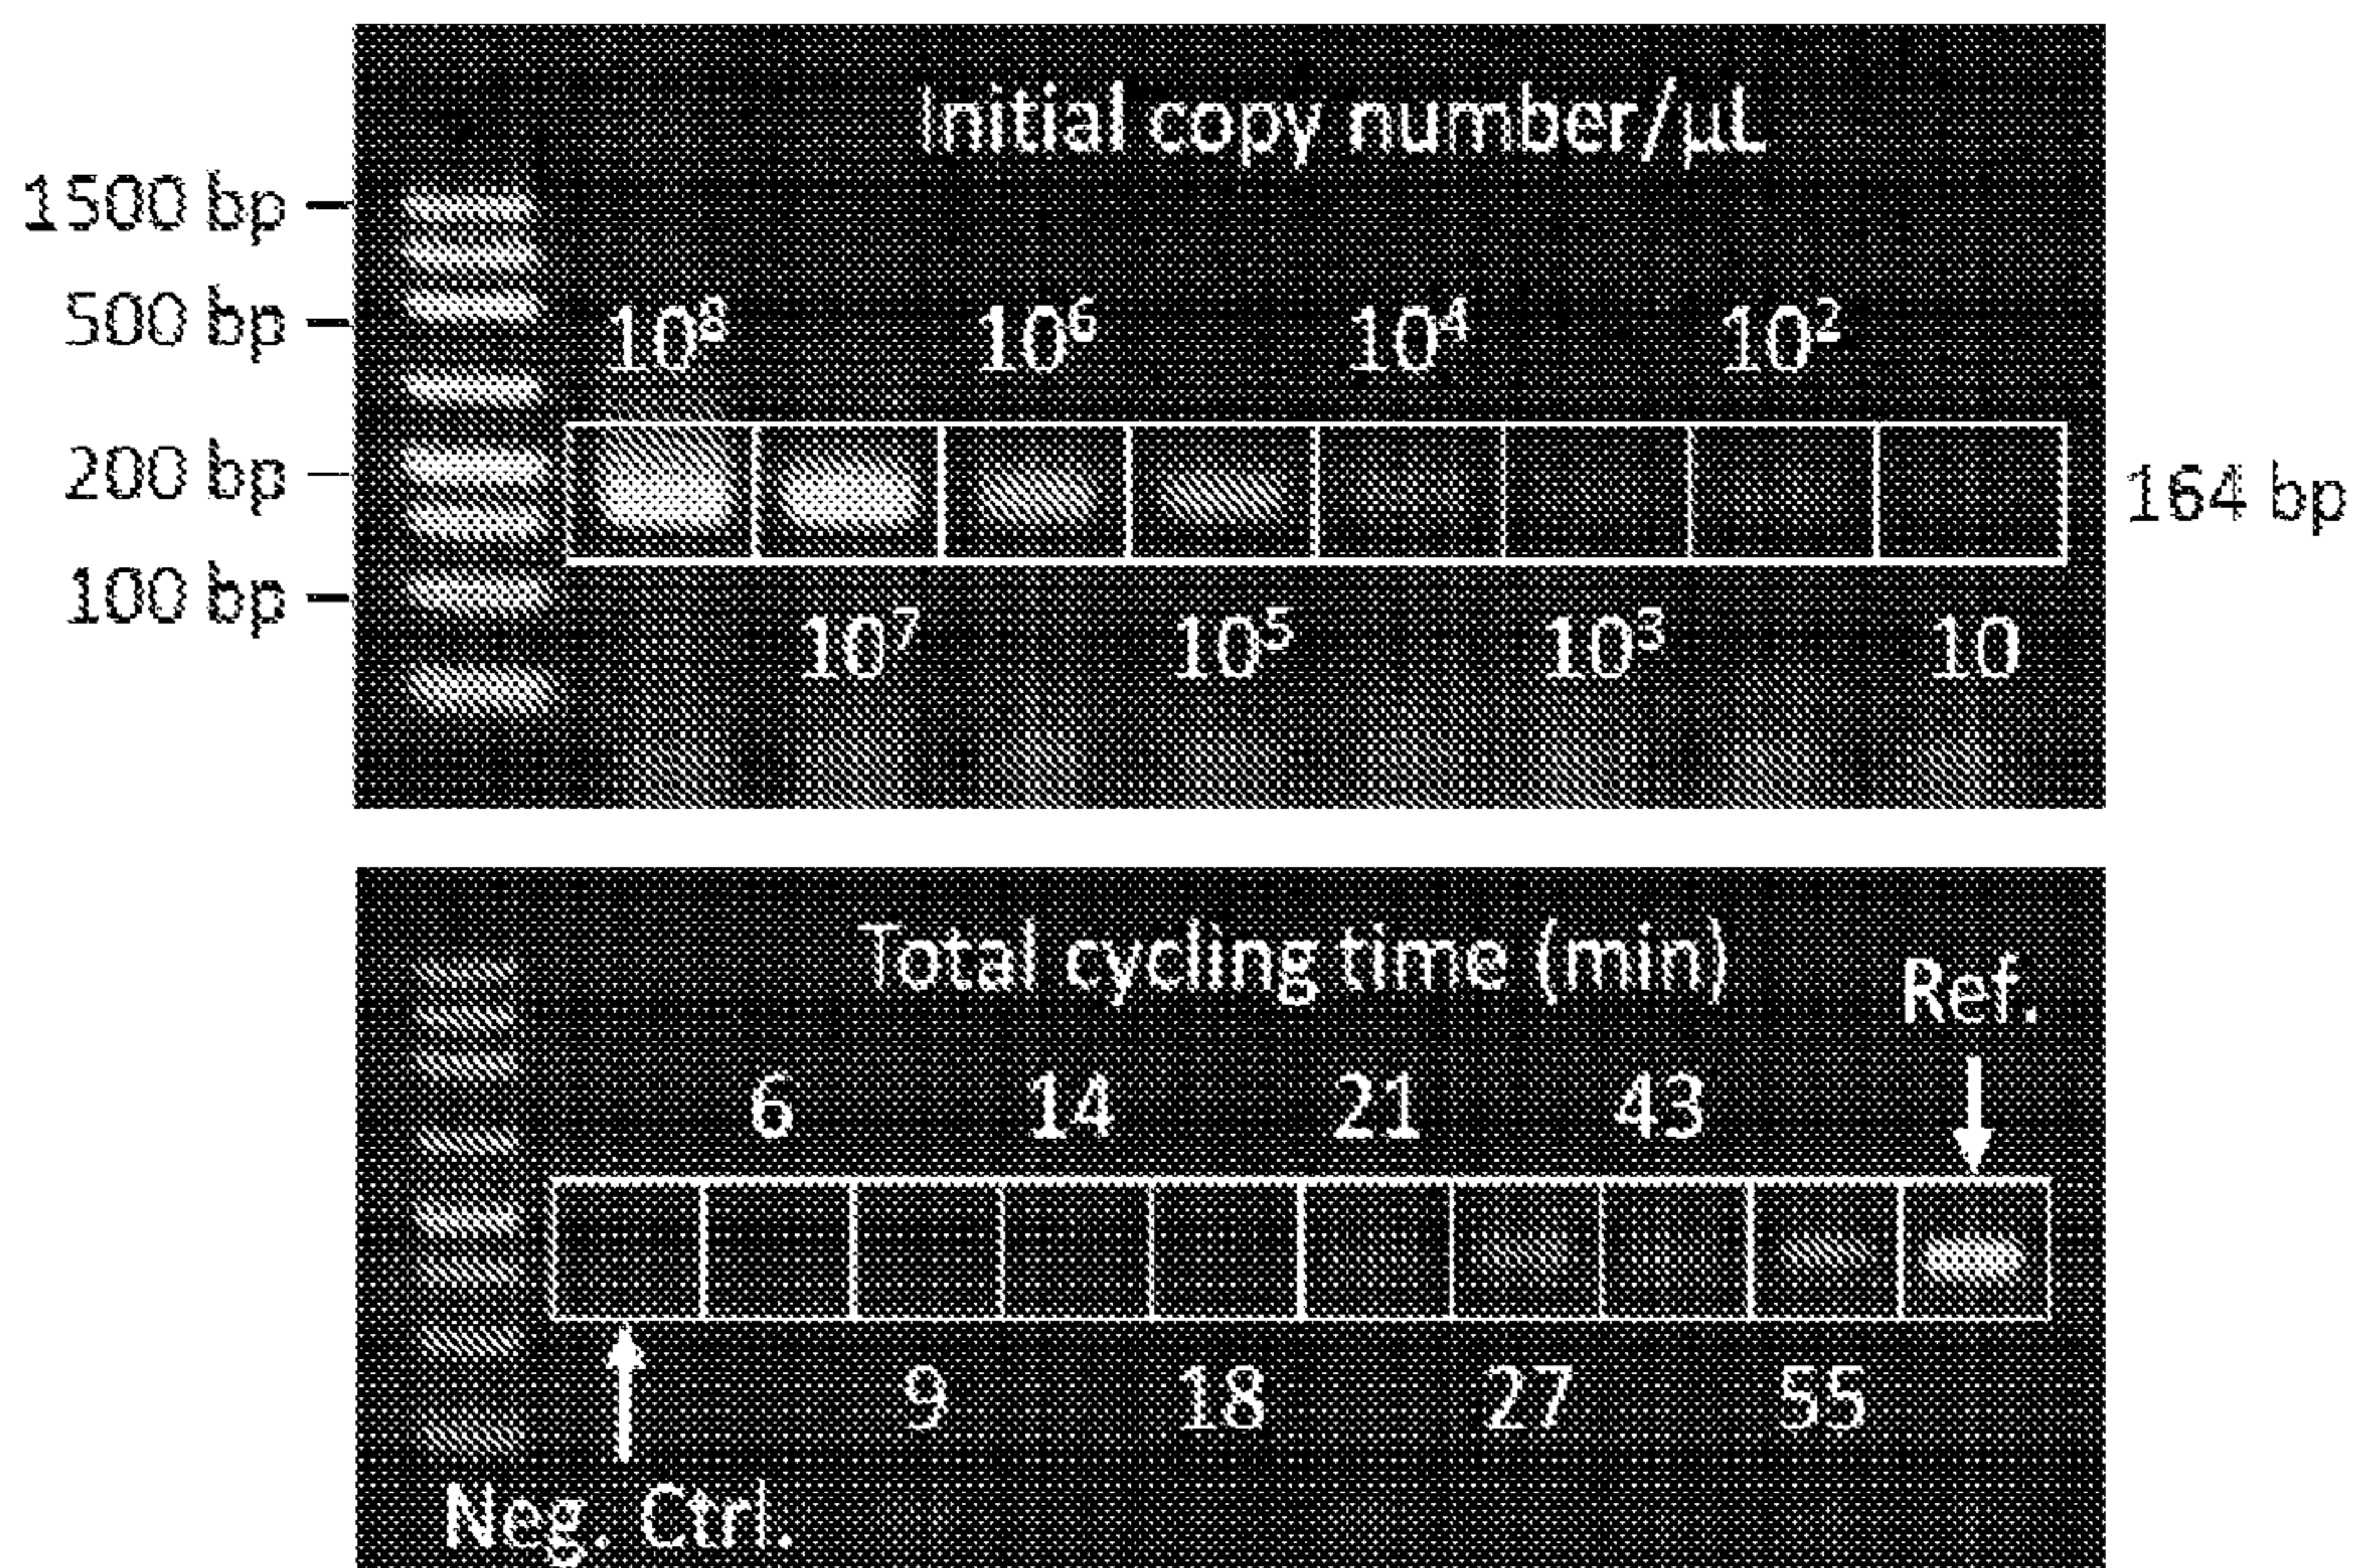 Initial copy number/µL
1500 bp
500 bp
10⁸ 10⁶ 10⁴ 10²
200 bp
164 bp
100 bp
10⁷ 10⁵ 10³ 10
Total cycling time (min)
Ref.
6 14 21 43
9 18 27 55
Neg. Ctrl.